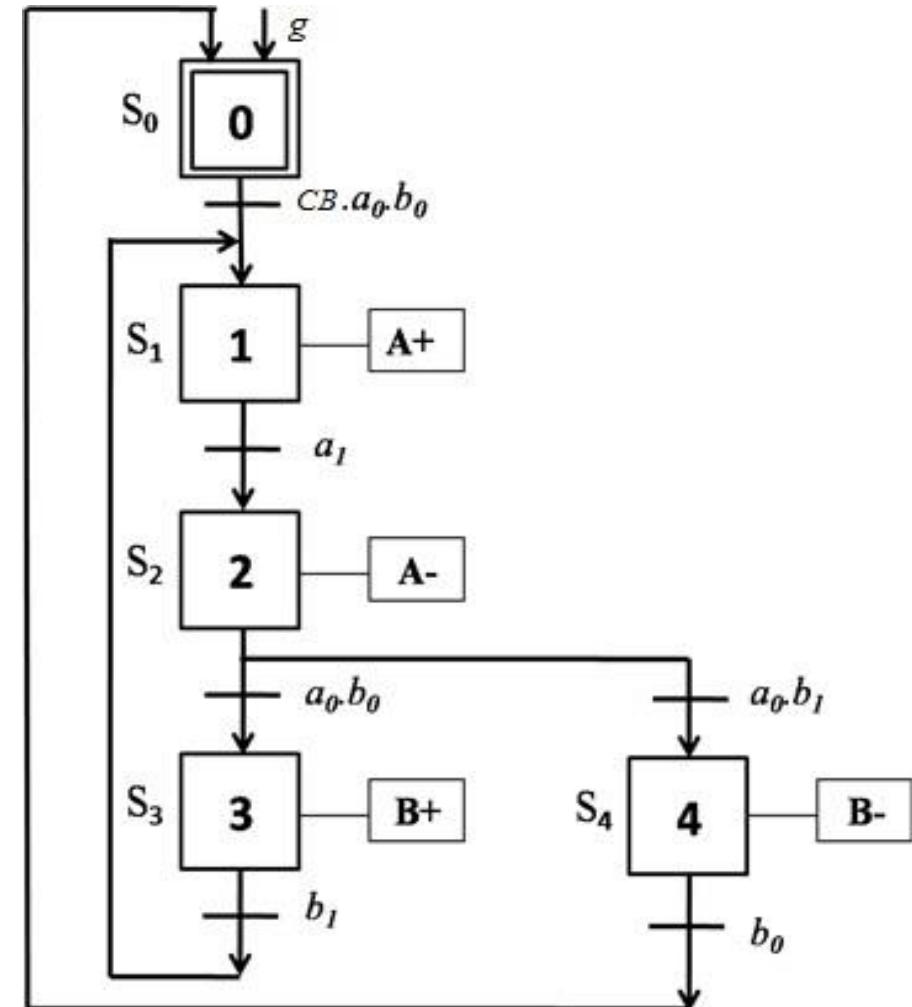 g
S₀ 0
CB.a₀.b₀
S₁ 1 A+
a₁
S₂ 2 A-
a₀.b₀ a₀.b₁
S₃ 3 B+ S₄ 4 B-
b₁ b₀